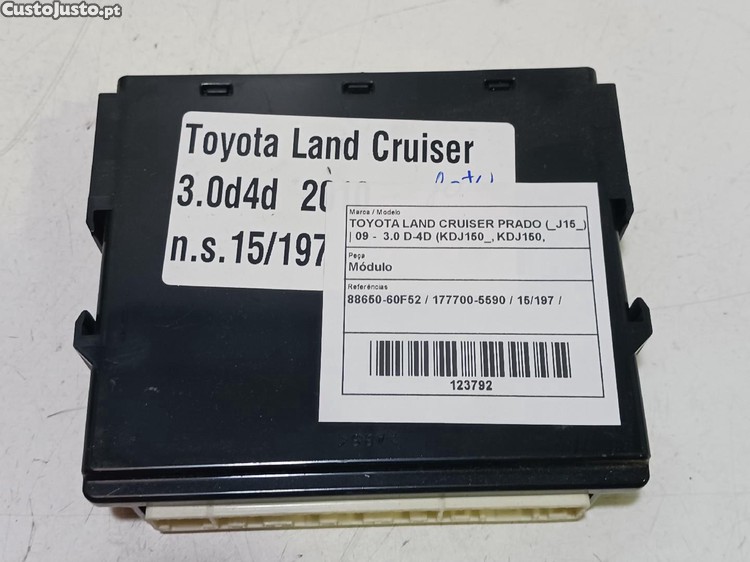 CustoJusto.pt
Toyota Land Cruiser
3.0d4d
n.s.15/197
Marca / Modelo
TOYOTA LAND CRUISER PRADO (_J15_)
| 09 - 3.0 D-4D (KDJ150_, KDJ150,
Peça
Módulo
Referências
88650-60F52 / 177700-5590 / 15/197 /
123792